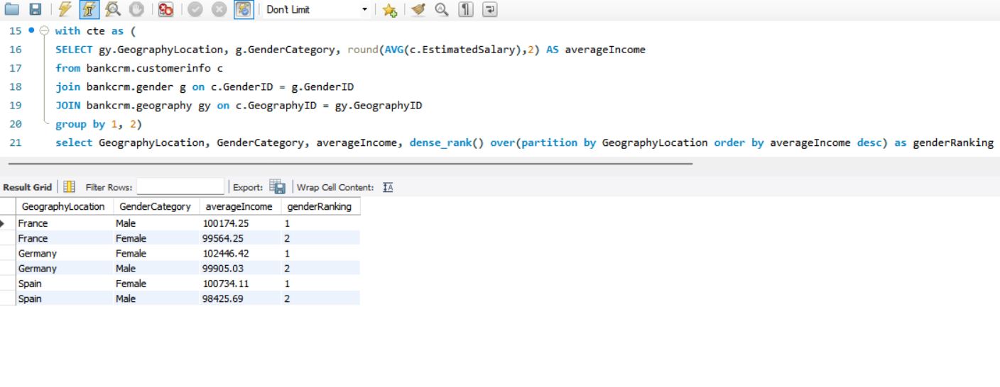 Don't Limit
15 with cte as (
16 SELECT gy.GeographyLocation, g.GenderCategory, round(AVG(c.EstimatedSalary),2) AS averageIncome
17 from bankcrm.customerinfo c
18 join bankcrm.gender g on c.GenderID = g.GenderID
19 JOIN bankcrm.geography gy on c.GeographyID = gy.GeographyID
20 group by 1, 2)
21 select GeographyLocation, GenderCategory, averageIncome, dense_rank() over(partition by GeographyLocation order by averageIncome desc) as genderRanking
Result Grid Filter Rows: Export: Wrap Cell Content: IA
GeographyLocation GenderCategory averageIncome genderRanking
France Male 100174.25 1
France Female 99564.25 2
Germany Female 102446.42 1
Germany Male 99905.03 2
Spain Female 100734.11 1
Spain Male 98425.69 2